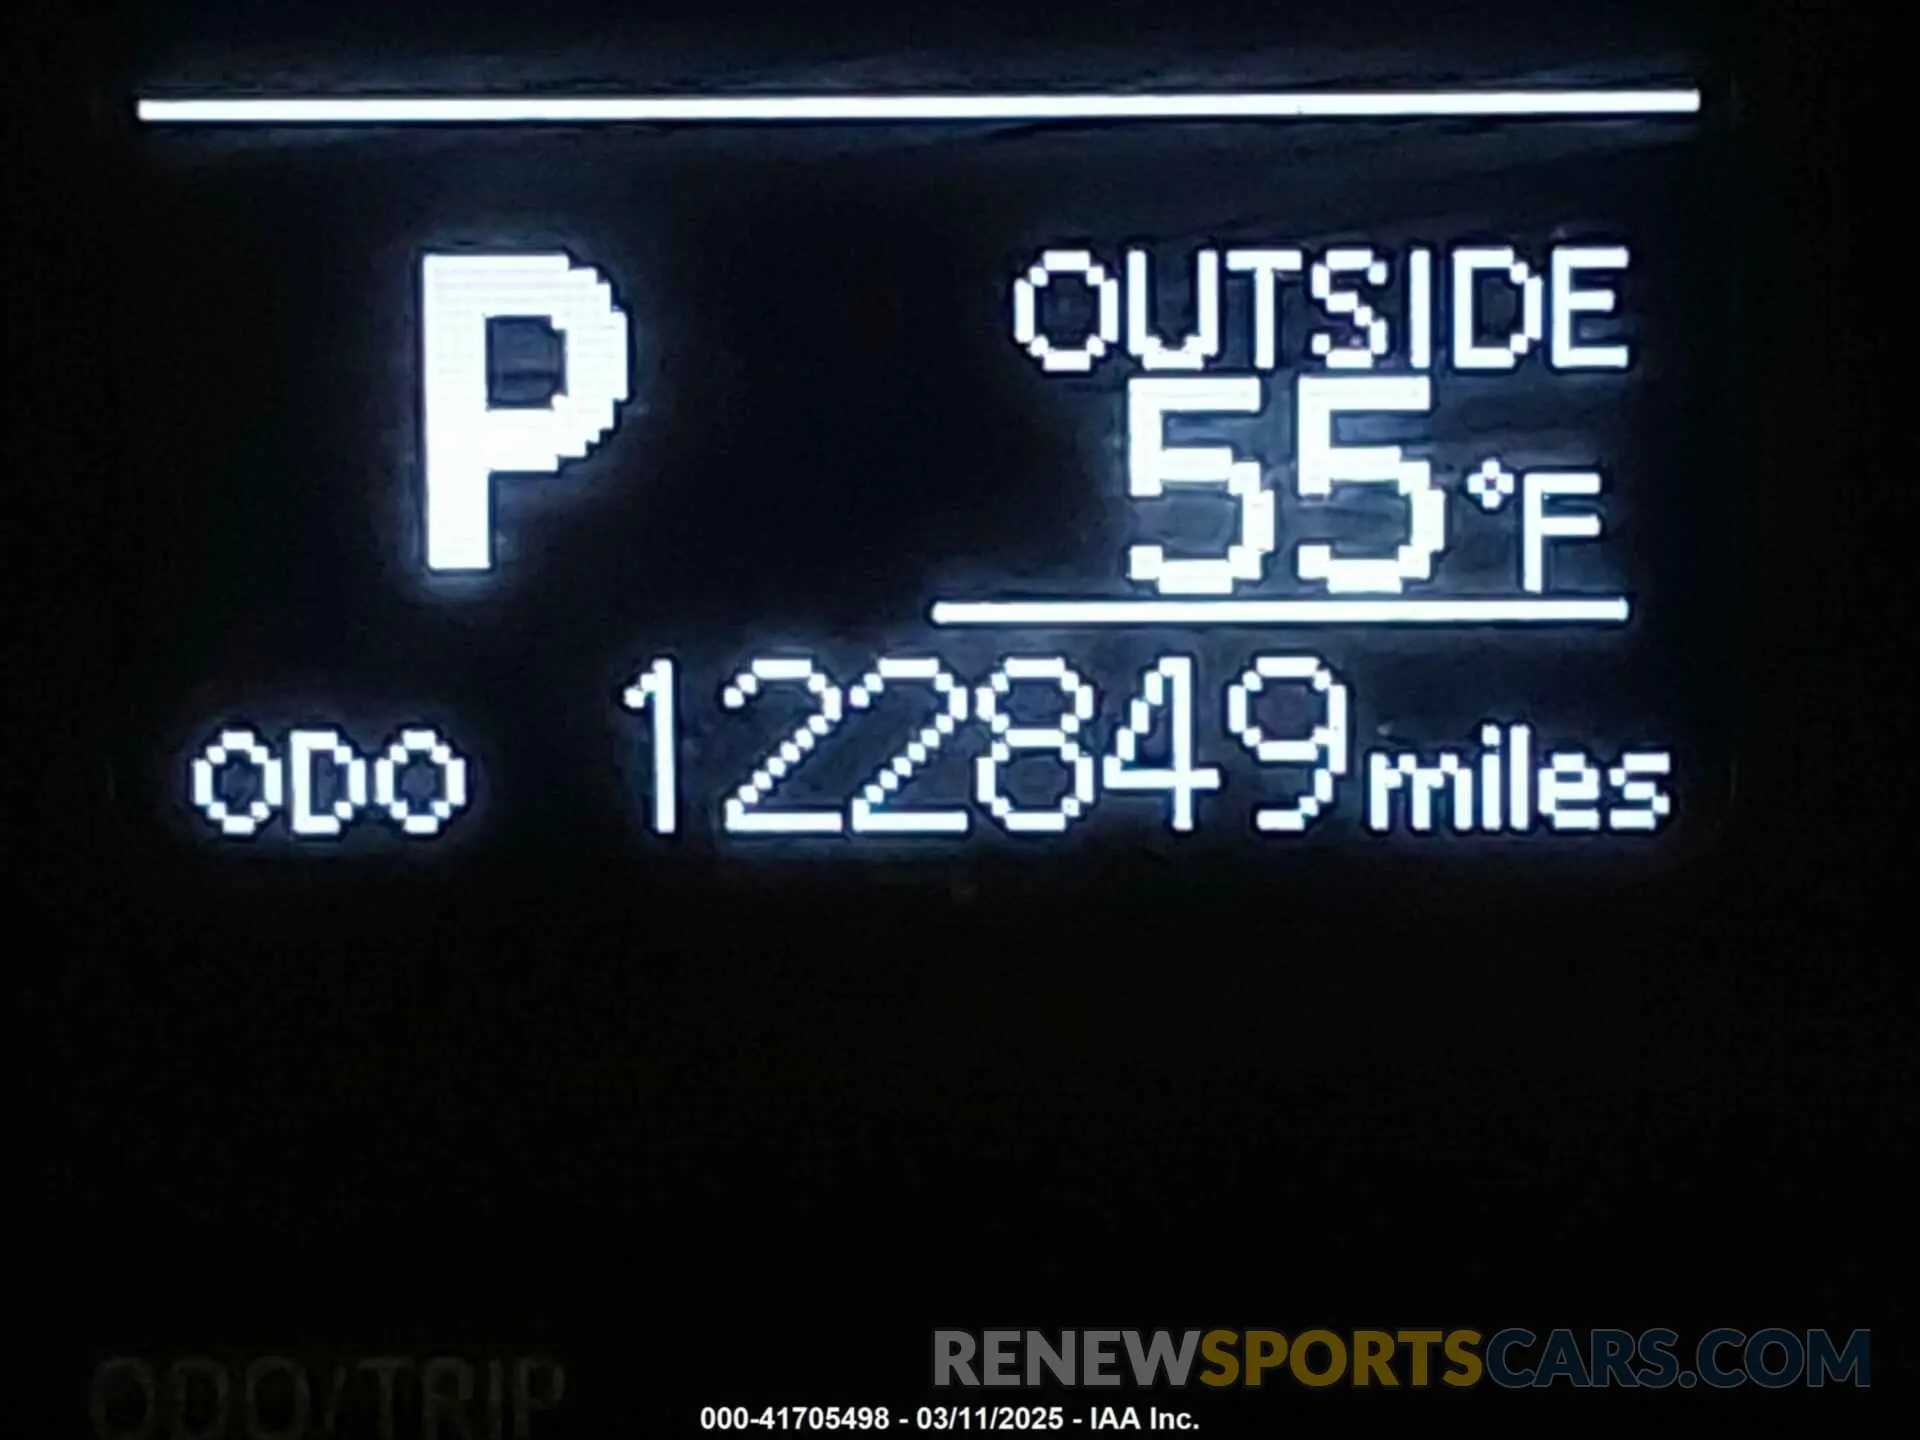 P
OUTSIDE
55°F
ODO 122849 miles
ODO/TRIP
RENEWSPORTSCARS.COM
000-41705498 - 03/11/2025 - IAA Inc.